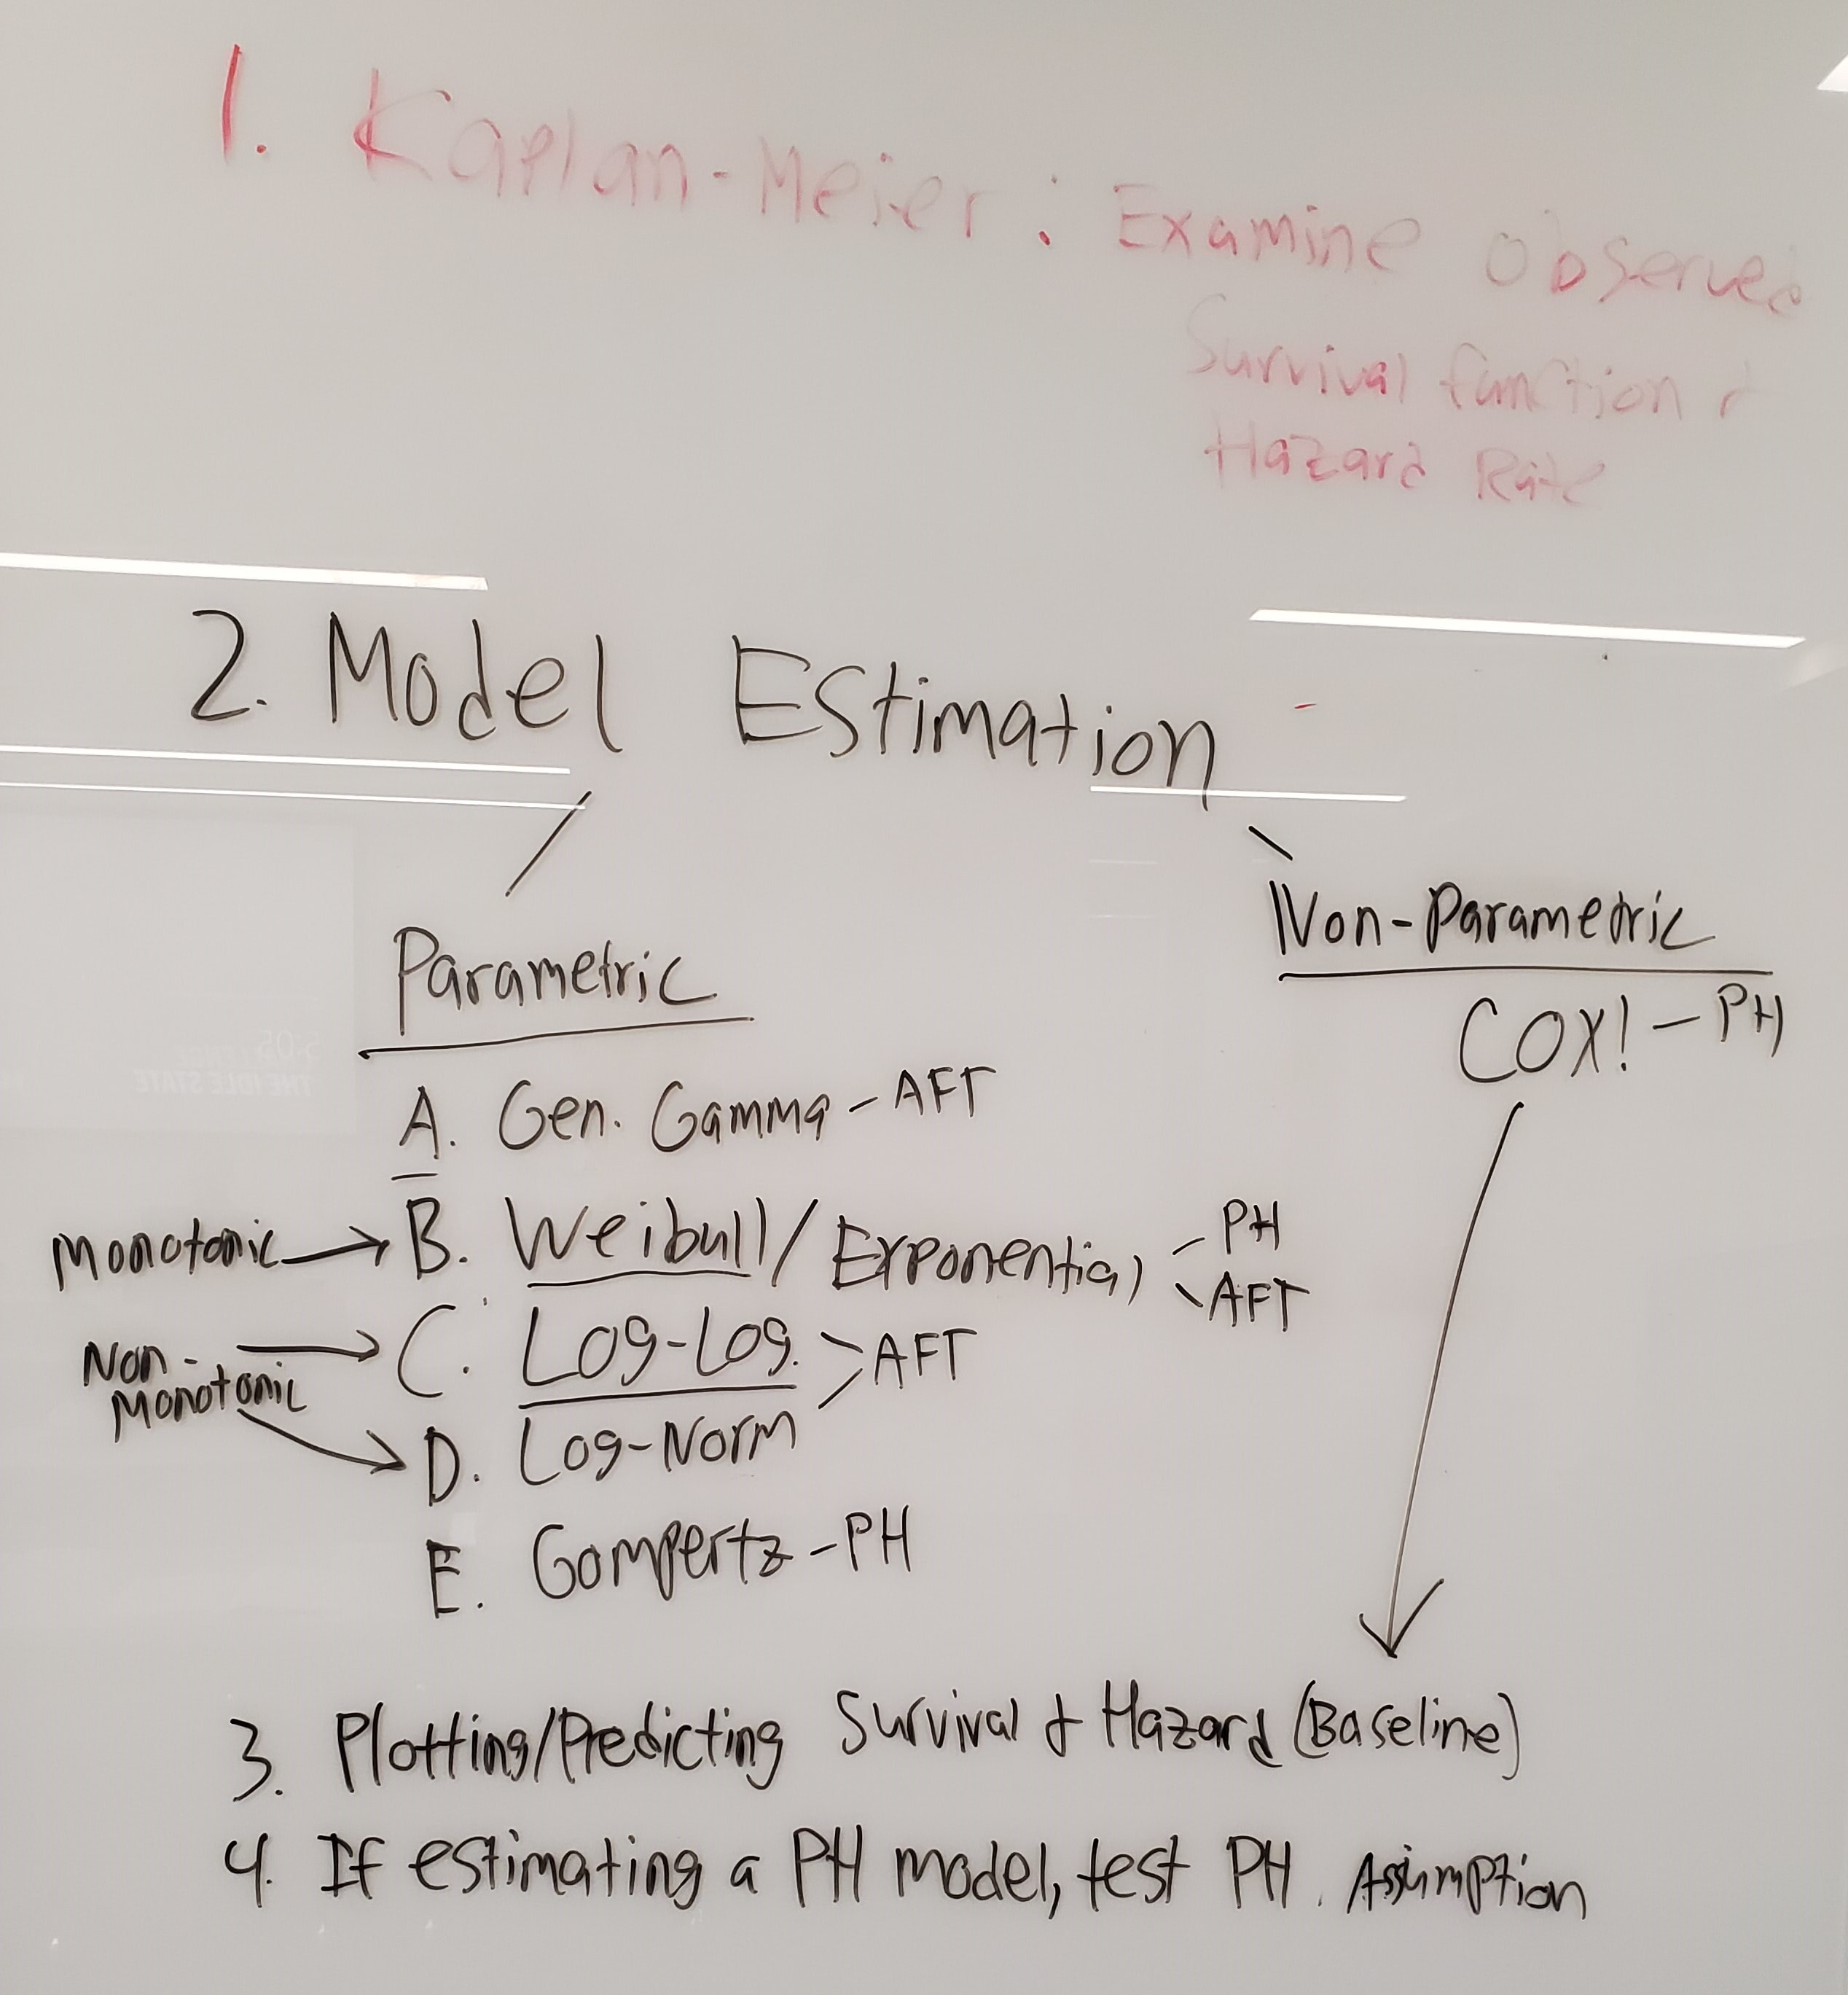 1. Kaplan-Meier: Examine Observed
Survival function &
Hazard Rate
2. Model Estimation
Parametric
Non-Parametric
COX! - PH
A. Gen. Gamma - AFT
Monotonic → B. Weibull / Exponential - PH
- AFT
Non-Monotonic → C. Log-Log. > AFT
→ D. Log-Norm
E. Gompertz - PH
3. Plotting/Predicting Survival & Hazard (Baseline)
4. If estimating a PH model, test PH. Assumption